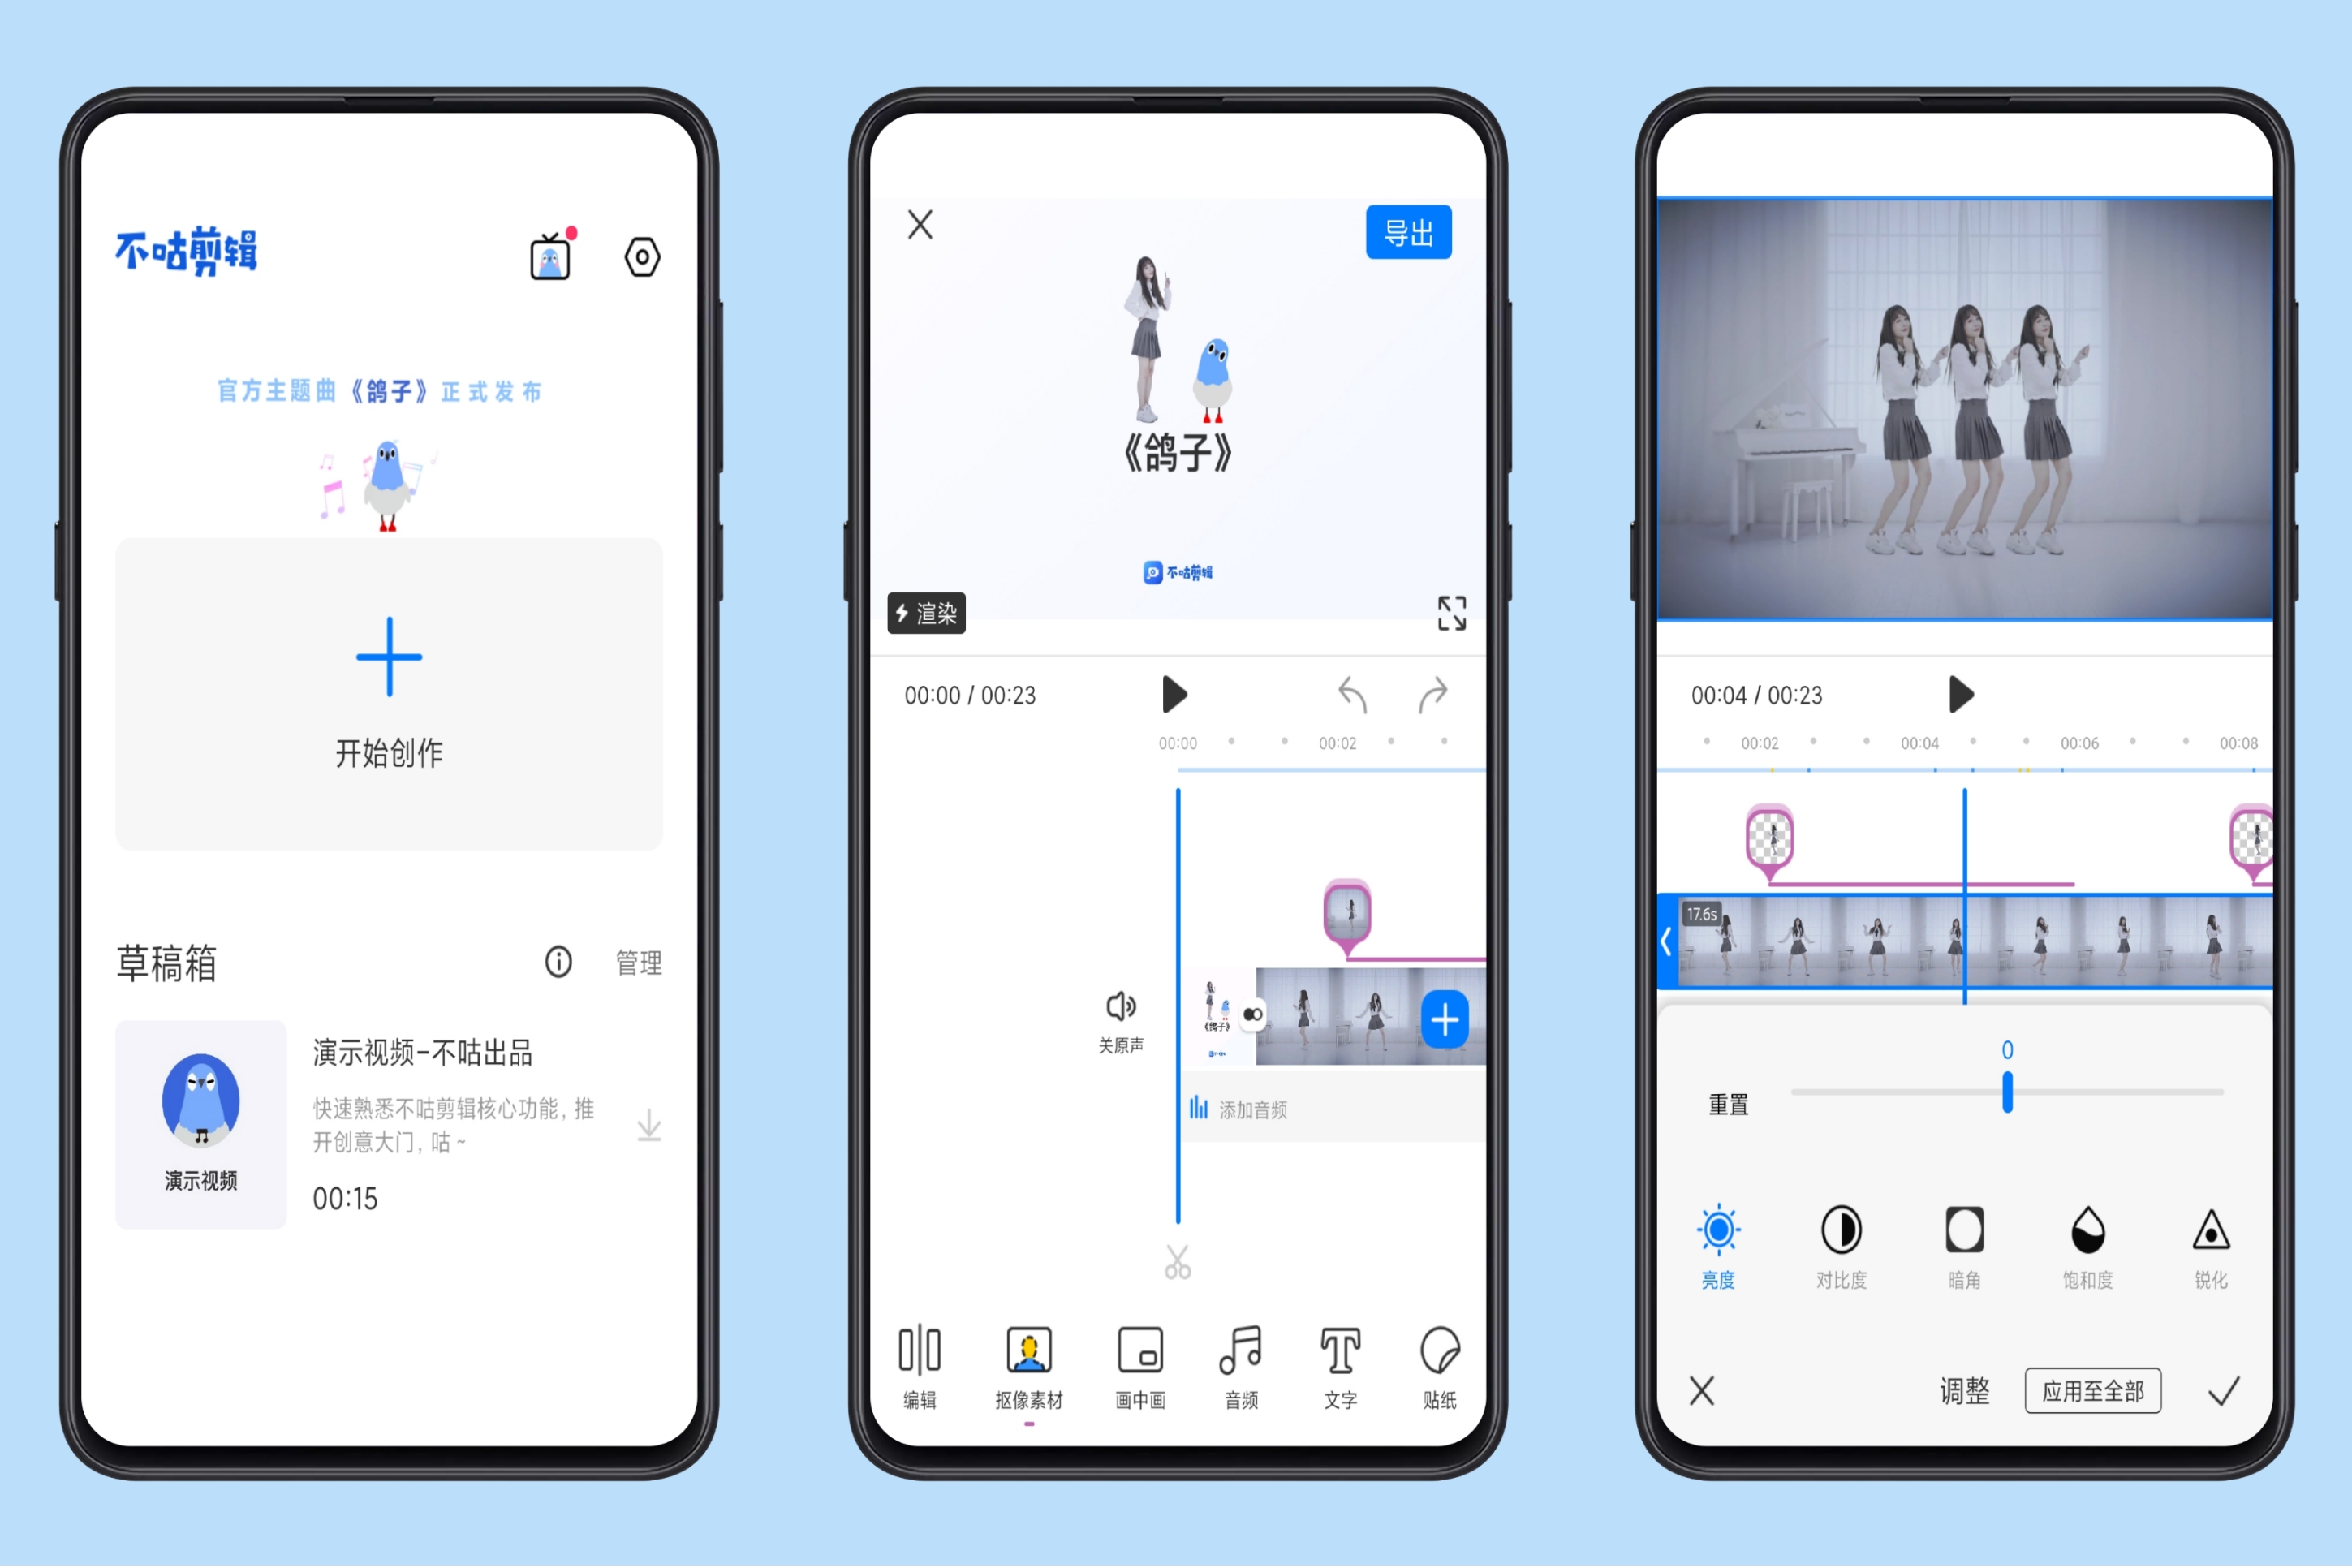 不咕剪辑
官方主题曲《鸽子》正式发布
开始创作
草稿箱
管理
演示视频
演示视频-不咕出品
快速熟悉不咕剪辑核心功能，推
开创意大门，咕~
00:15
导出
《鸽子》
不咕剪辑
渲染
00:00 / 00:23
00:00
00:02
关原声
《鸽子》
添加音频
编辑
抠像素材
画中画
音频
文字
贴纸
00:04 / 00:23
00:02
00:04
00:06
00:08
17.6s
0
重置
亮度
对比度
暗角
饱和度
锐化
调整
应用至全部